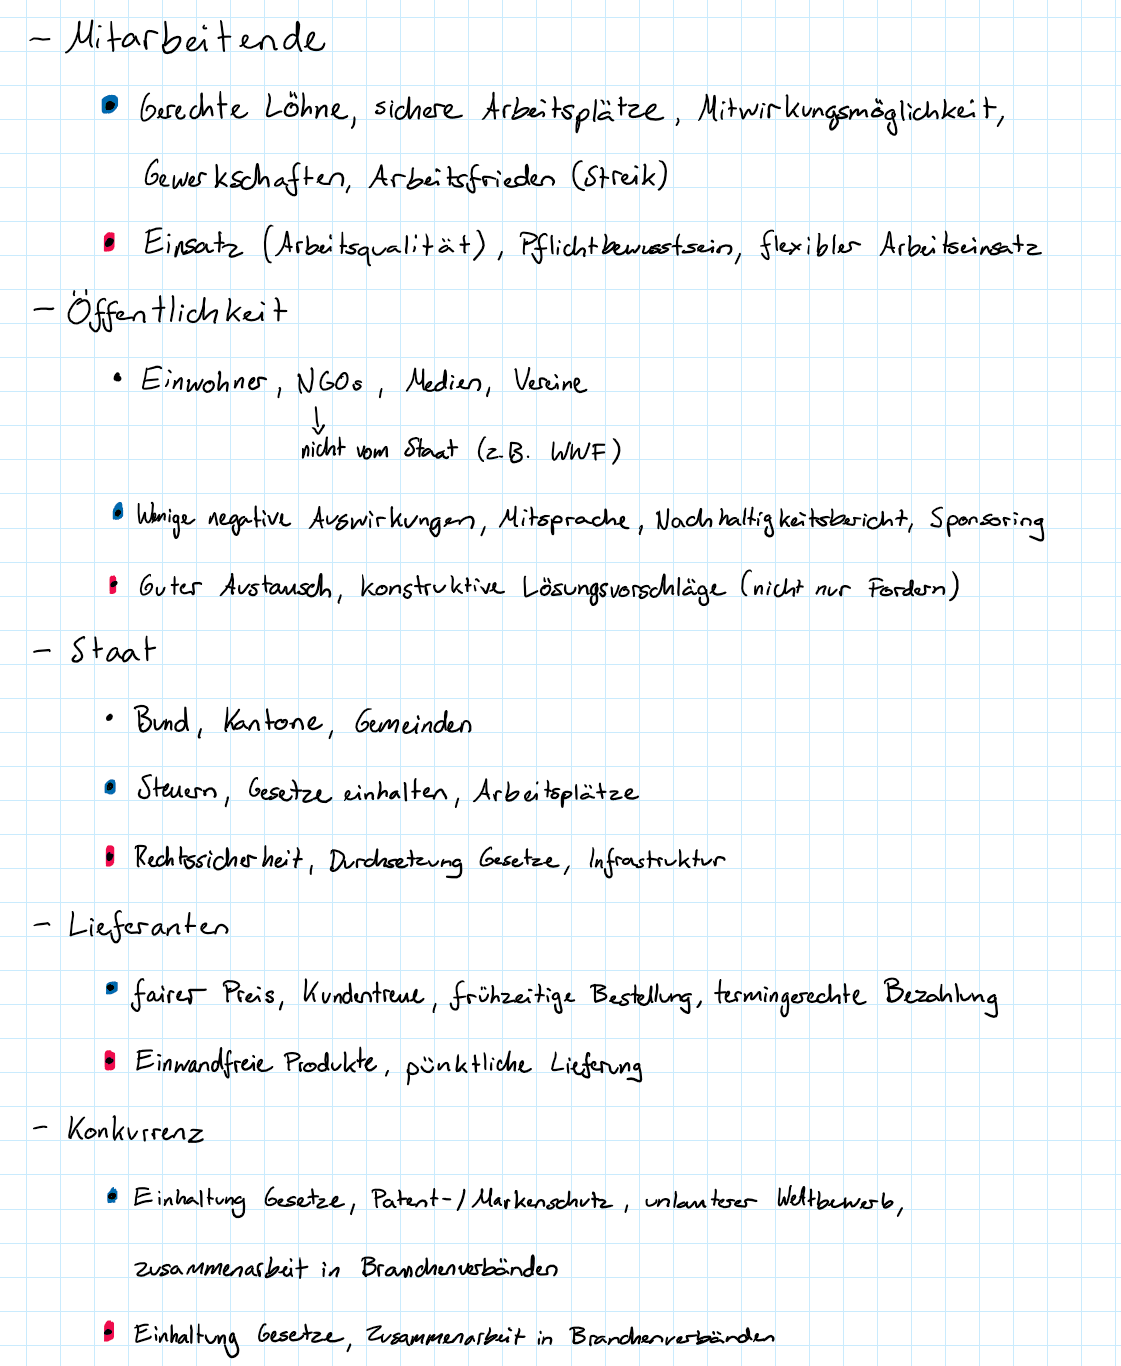 - Mitarbeitende
• Gerechte Löhne, sichere Arbeitsplätze, Mitwirkungsmöglichkeit,
Gewerkschaften, Arbeitsfrieden (Streik)
• Einsatz (Arbeitsqualität), Pflichtbewusstsein, flexibler Arbeitseinsatz
- Öffentlichkeit
• Einwohner, NGOs, Medien, Vereine
↓
nicht vom Staat (z.B. WWF)
• Wenige negative Auswirkungen, Mitsprache, Nachhaltigkeitsbericht, Sponsoring
• Guter Austausch, konstruktive Lösungsvorschläge (nicht nur Fordern)
- Staat
• Bund, Kantone, Gemeinden
• Steuern, Gesetze einhalten, Arbeitsplätze
• Rechtssicherheit, Durchsetzung Gesetze, Infrastruktur
- Lieferanten
• fairer Preis, Kundentreue, frühzeitige Bestellung, termingerechte Bezahlung
• Einwandfreie Produkte, pünktliche Lieferung
- Konkurrenz
• Einhaltung Gesetze, Patent-/Markenschutz, unlauterer Wettbewerb,
zusammenarbeit in Branchenverbänden
• Einhaltung Gesetze, Zusammenarbeit in Branchenverbänden